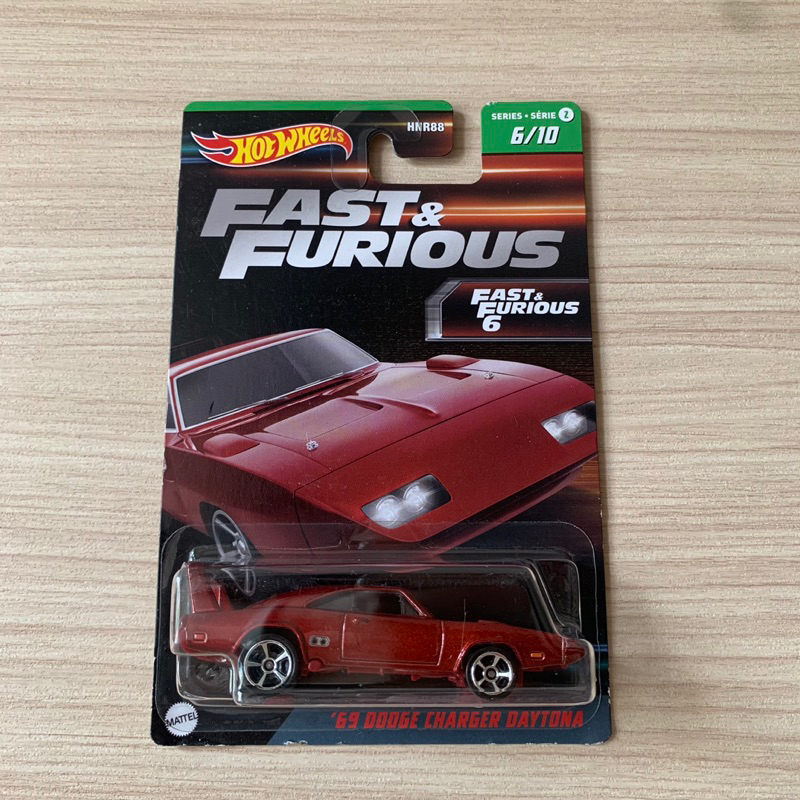 HOT WHEELS
HNR88
SERIES • SÉRIE 2
6/10
FAST &
FURIOUS
FAST &
FURIOUS
6
MATTEL
'69 DODGE CHARGER DAYTONA